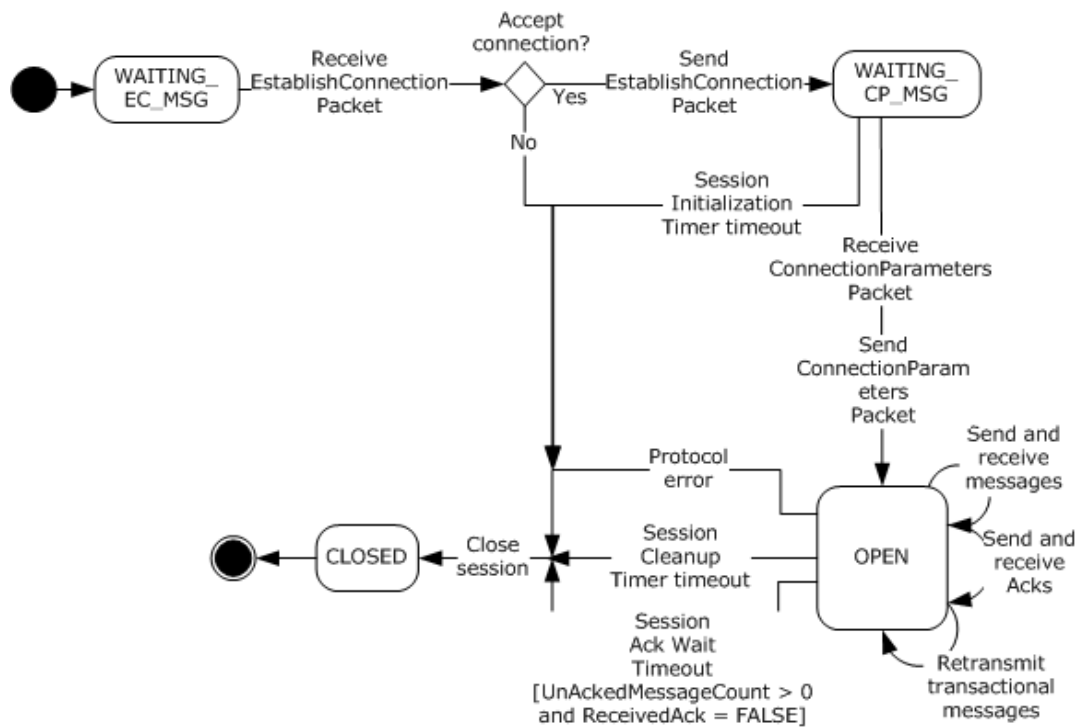 Accept
connection?
Receive
EstablishConnection
Packet
Send
EstablishConnection
Packet
WAITING_
EC_MSG
WAITING_
CP_MSG
Yes
No
Session
Initialization
Timer timeout
Receive
ConnectionParameters
Packet
Send
ConnectionParam
eters
Packet
Send and
receive
messages
Protocol
error
OPEN
Send and
receive
Acks
Session
Cleanup
Timer timeout
Close
session
CLOSED
Session
Ack Wait
Timeout
[UnAckedMessageCount > 0
and ReceivedAck = FALSE]
Retransmit
transactional
messages